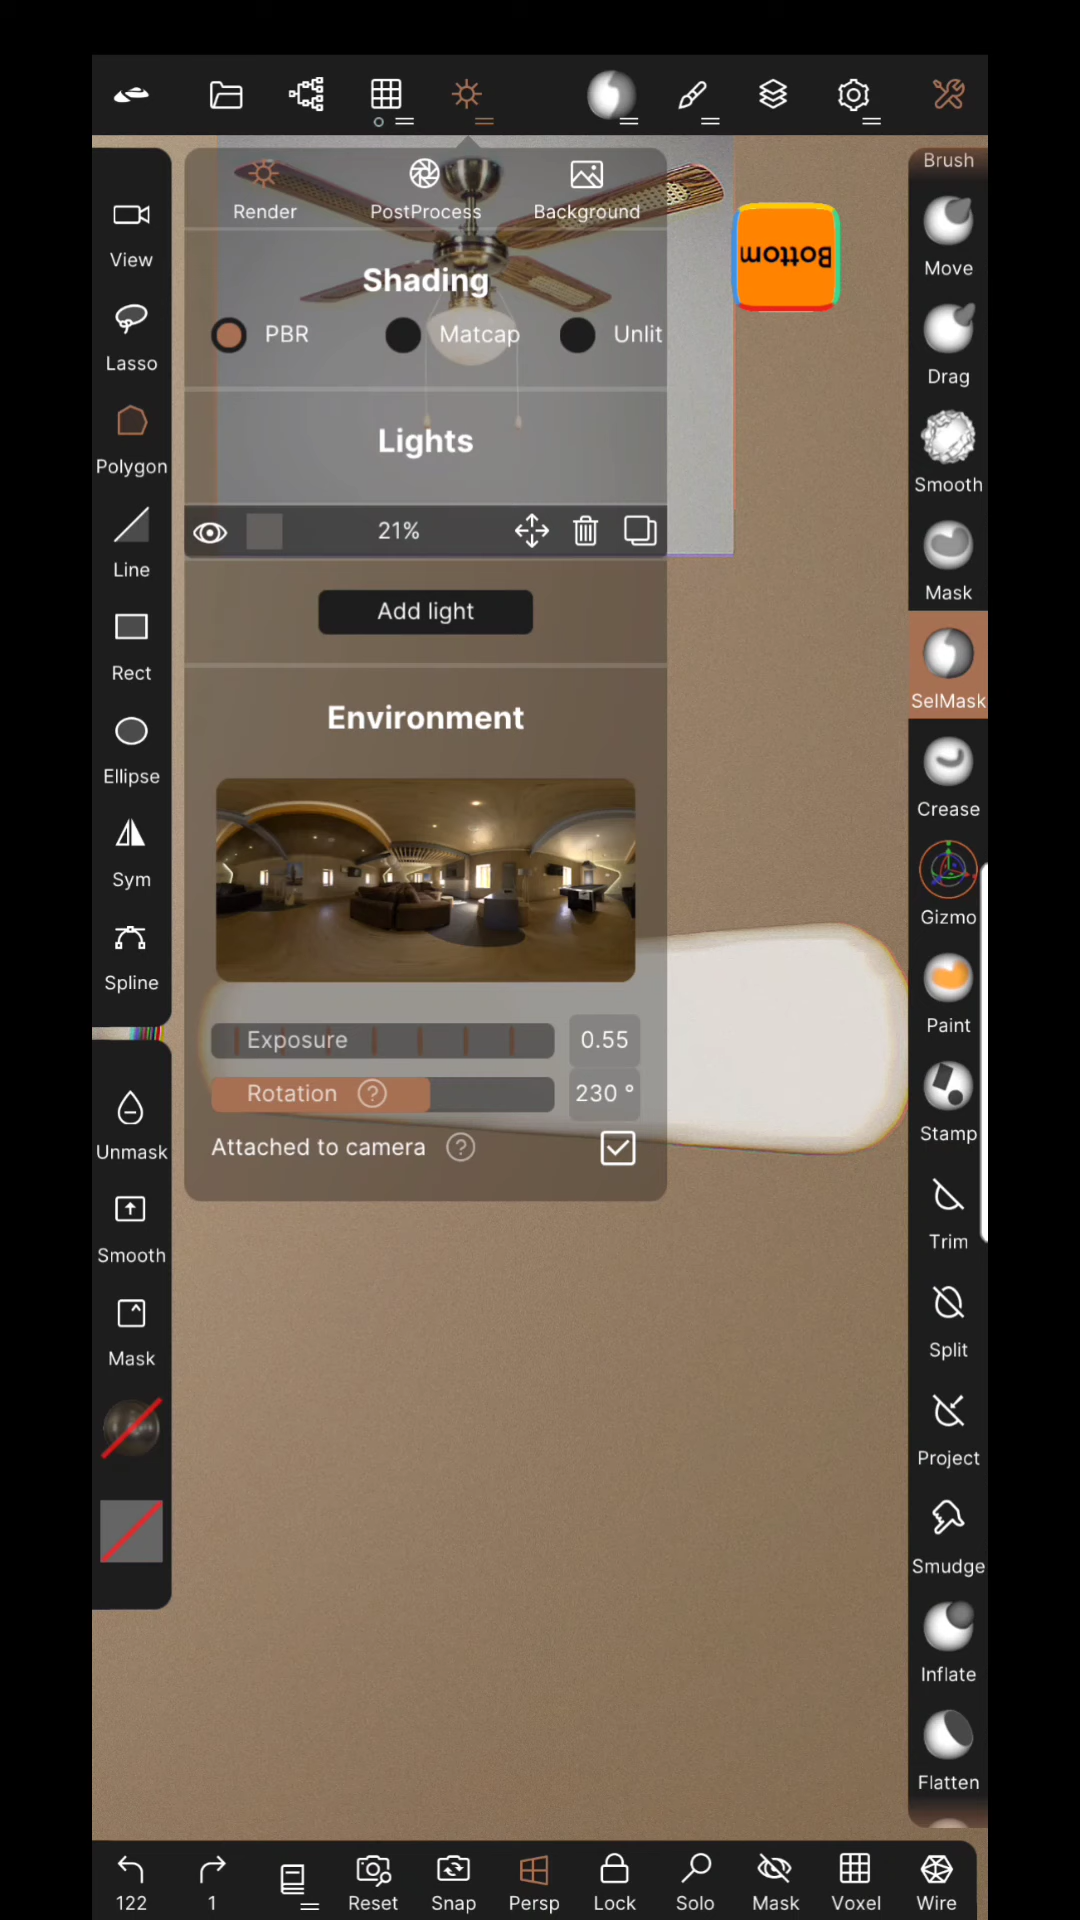 Render
PostProcess
Background
Shading
PBR
Matcap
Unlit
Lights
21%
Add light
Environment
Exposure
0.55
Rotation ?
230 °
Attached to camera ?
Bottom
View
Lasso
Polygon
Line
Rect
Ellipse
Sym
Spline
Unmask
Smooth
Mask
Brush
Move
Drag
Smooth
Mask
SelMask
Crease
Gizmo
Paint
Stamp
Trim
Split
Project
Smudge
Inflate
Flatten
122
1
Reset
Snap
Persp
Lock
Solo
Mask
Voxel
Wire